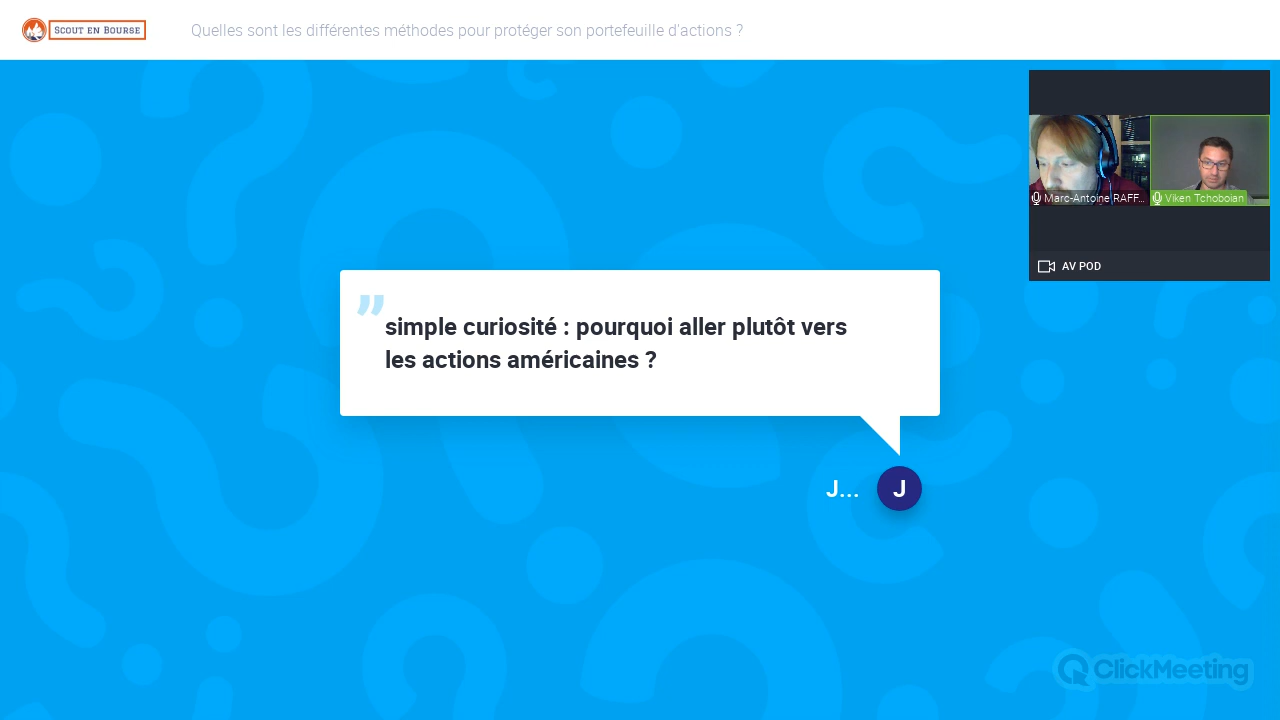 Scout en Bourse
Quelles sont les différentes méthodes pour protéger son portefeuille d'actions ?
Marc-Antoine RAFF...
Viken Tchoboian
AV POD
simple curiosité : pourquoi aller plutôt vers
les actions américaines ?
J... J
ClickMeeting